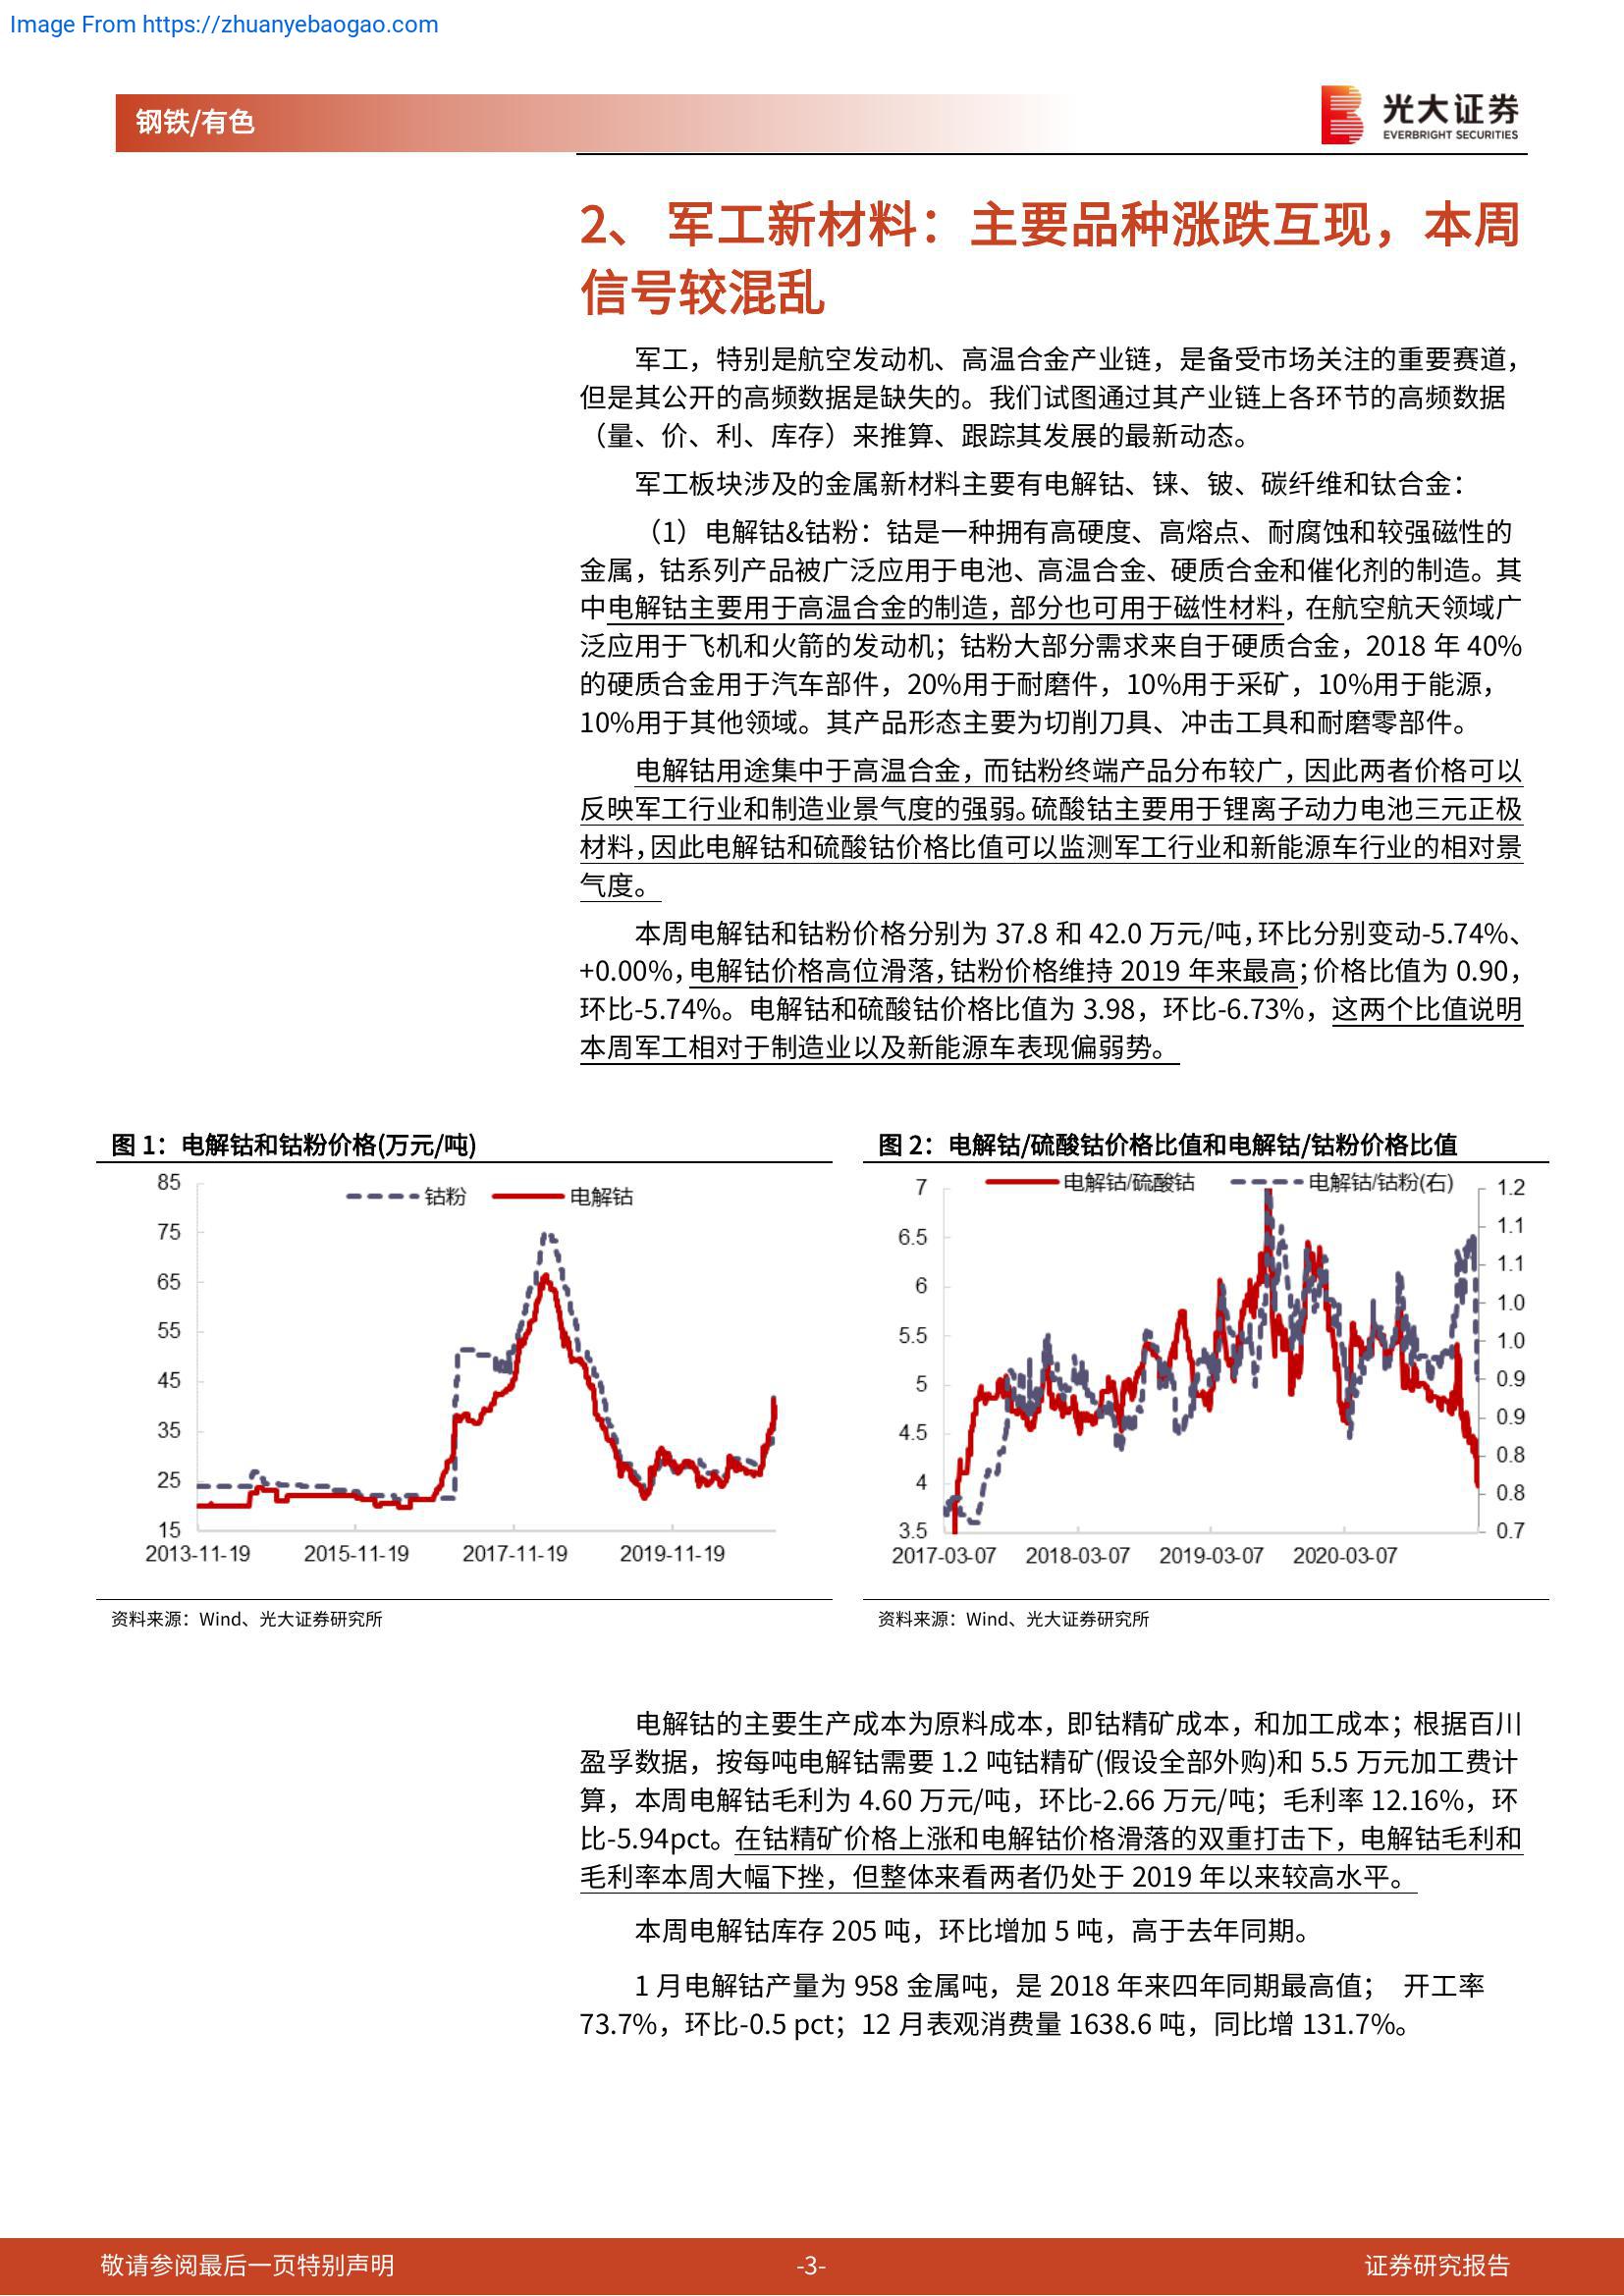 Image From https://zhuanyebaogao.com
钢铁/有色
光大证券
EVERBRIGHT SECURITIES
2、 军工新材料：主要品种涨跌互现，本周
信号较混乱
军工，特别是航空发动机、高温合金产业链，是备受市场关注的重要赛道，
但是其公开的高频数据是缺失的。我们试图通过其产业链上各环节的高频数据
（量、价、利、库存）来推算、跟踪其发展的最新动态。
军工板块涉及的金属新材料主要有电解钴、铼、铍、碳纤维和钛合金：
（1）电解钴&钴粉：钴是一种拥有高硬度、高熔点、耐腐蚀和较强磁性的
金属，钴系列产品被广泛应用于电池、高温合金、硬质合金和催化剂的制造。其
中电解钴主要用于高温合金的制造，部分也可用于磁性材料，在航空航天领域广
泛应用于飞机和火箭的发动机；钴粉大部分需求来自于硬质合金，2018 年 40%
的硬质合金用于汽车部件，20%用于耐磨件，10%用于采矿，10%用于能源，
10%用于其他领域。其产品形态主要为切削刀具、冲击工具和耐磨零部件。
电解钴用途集中于高温合金，而钴粉终端产品分布较广，因此两者价格可以
反映军工行业和制造业景气度的强弱。硫酸钴主要用于锂离子动力电池三元正极
材料，因此电解钴和硫酸钴价格比值可以监测军工行业和新能源车行业的相对景
气度。
本周电解钴和钴粉价格分别为 37.8 和 42.0 万元/吨，环比分别变动-5.74%、
+0.00%，电解钴价格高位滑落，钴粉价格维持 2019 年来最高；价格比值为 0.90，
环比-5.74%。电解钴和硫酸钴价格比值为 3.98，环比-6.73%，这两个比值说明
本周军工相对于制造业以及新能源车表现偏弱势。
图 1：电解钴和钴粉价格(万元/吨)
钴粉 电解钴
85
75
65
55
45
35
25
15
2013-11-19 2015-11-19 2017-11-19 2019-11-19
资料来源：Wind、光大证券研究所
图 2：电解钴/硫酸钴价格比值和电解钴/钴粉价格比值
电解钴/硫酸钴 电解钴/钴粉(右)
7
6.5
6
5.5
5
4.5
4
3.5
1.2
1.1
1.1
1.0
1.0
0.9
0.9
0.8
0.8
0.7
2017-03-07 2018-03-07 2019-03-07 2020-03-07
资料来源：Wind、光大证券研究所
电解钴的主要生产成本为原料成本，即钴精矿成本，和加工成本；根据百川
盈孚数据，按每吨电解钴需要 1.2 吨钴精矿(假设全部外购)和 5.5 万元加工费计
算，本周电解钴毛利为 4.60 万元/吨，环比-2.66 万元/吨；毛利率 12.16%，环
比-5.94pct。在钴精矿价格上涨和电解钴价格滑落的双重打击下，电解钴毛利和
毛利率本周大幅下挫，但整体来看两者仍处于 2019 年以来较高水平。
本周电解钴库存 205 吨，环比增加 5 吨，高于去年同期。
1 月电解钴产量为 958 金属吨，是 2018 年来四年同期最高值； 开工率
73.7%，环比-0.5 pct；12 月表观消费量 1638.6 吨，同比增 131.7%。
敬请参阅最后一页特别声明
-3-
证券研究报告